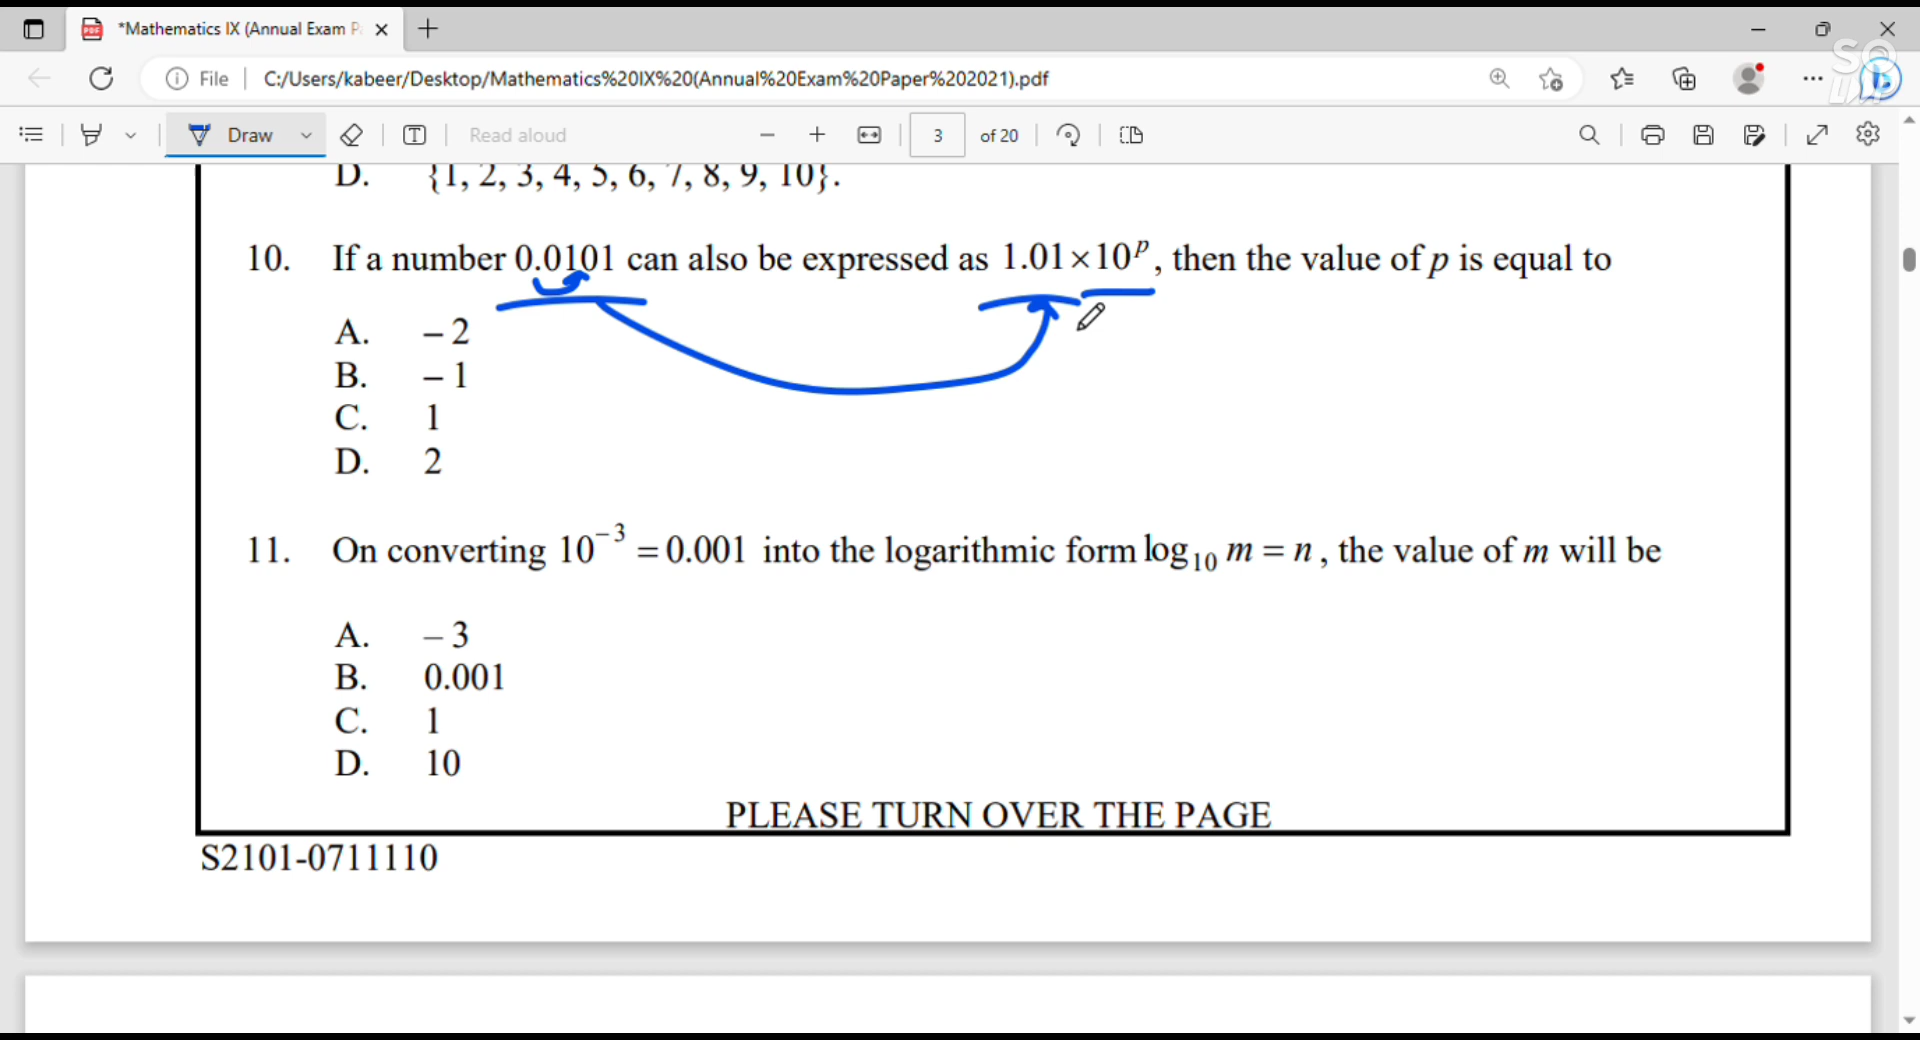 *Mathematics IX (Annual Exam P
File C:/Users/kabeer/Desktop/Mathematics%20IX%20(Annual%20Exam%20Paper%202021).pdf
Draw Read aloud 3 of 20
D. {1, 2, 3, 4, 5, 6, 7, 8, 9, 10}.
10. If a number 0.0101 can also be expressed as 1.01×10ᵖ, then the value of p is equal to
A. – 2
B. – 1
C. 1
D. 2
11. On converting 10⁻³ = 0.001 into the logarithmic form log₁₀ m = n, the value of m will be
A. – 3
B. 0.001
C. 1
D. 10
PLEASE TURN OVER THE PAGE
S2101-0711110